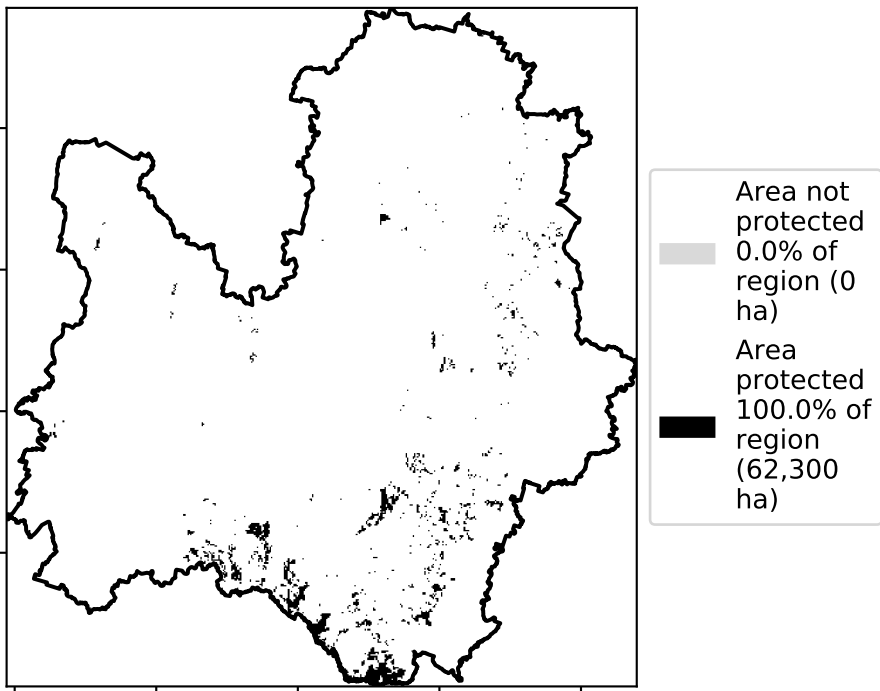 Area not
protected
0.0% of
region (0
ha)
Area
protected
100.0% of
region
(62,300
ha)